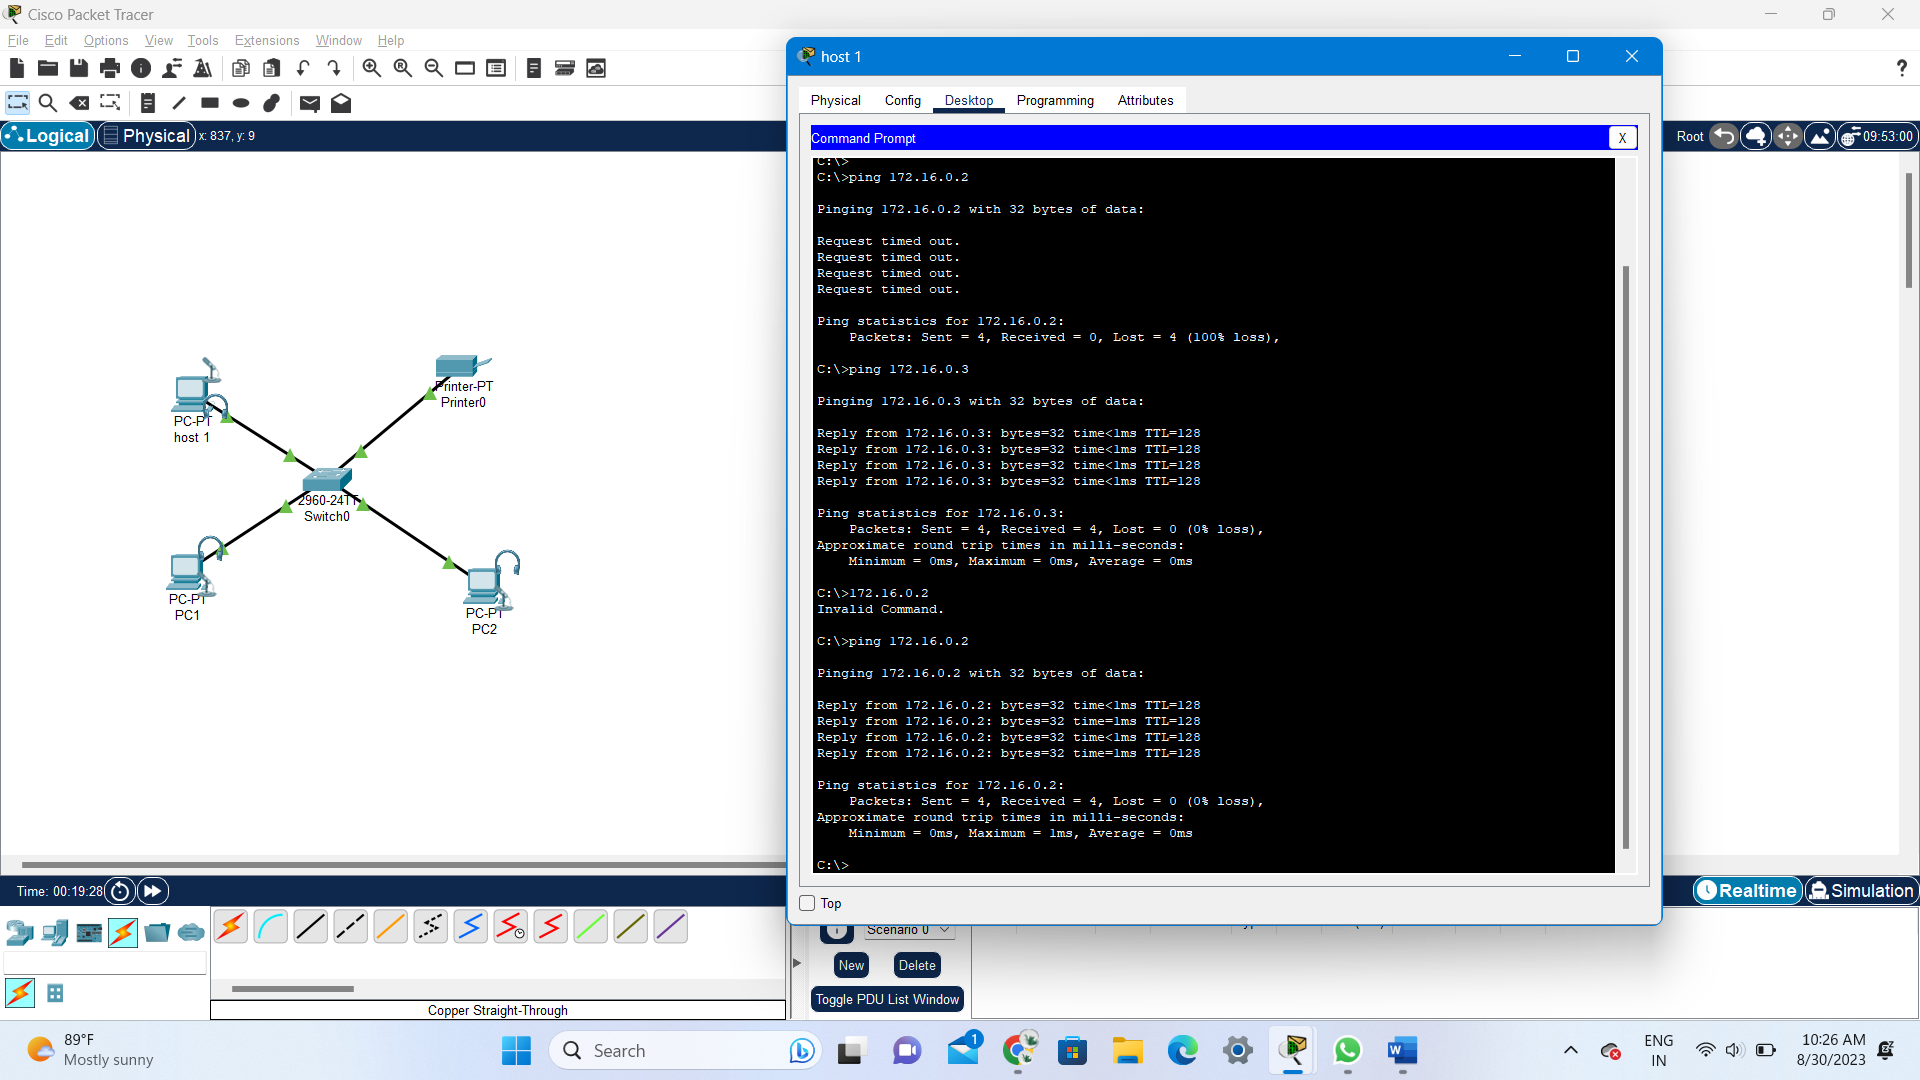 Cisco Packet Tracer
File Edit Options View Tools Extensions Window Help
Logical Physical x: 837, y: 9
Root 09:53:00
PC-PT
host 1
Printer-PT
Printer0
2960-24TT
Switch0
PC-PT
PC1
PC-PT
PC2
host 1
Physical Config Desktop Programming Attributes
Command Prompt X
C:\>
C:\>ping 172.16.0.2
Pinging 172.16.0.2 with 32 bytes of data:
Request timed out.
Request timed out.
Request timed out.
Request timed out.
Ping statistics for 172.16.0.2:
Packets: Sent = 4, Received = 0, Lost = 4 (100% loss),
C:\>ping 172.16.0.3
Pinging 172.16.0.3 with 32 bytes of data:
Reply from 172.16.0.3: bytes=32 time<1ms TTL=128
Reply from 172.16.0.3: bytes=32 time<1ms TTL=128
Reply from 172.16.0.3: bytes=32 time<1ms TTL=128
Reply from 172.16.0.3: bytes=32 time<1ms TTL=128
Ping statistics for 172.16.0.3:
Packets: Sent = 4, Received = 4, Lost = 0 (0% loss),
Approximate round trip times in milli-seconds:
Minimum = 0ms, Maximum = 0ms, Average = 0ms
C:\>172.16.0.2
Invalid Command.
C:\>ping 172.16.0.2
Pinging 172.16.0.2 with 32 bytes of data:
Reply from 172.16.0.2: bytes=32 time<1ms TTL=128
Reply from 172.16.0.2: bytes=32 time=1ms TTL=128
Reply from 172.16.0.2: bytes=32 time<1ms TTL=128
Reply from 172.16.0.2: bytes=32 time=1ms TTL=128
Ping statistics for 172.16.0.2:
Packets: Sent = 4, Received = 4, Lost = 0 (0% loss),
Approximate round trip times in milli-seconds:
Minimum = 0ms, Maximum = 1ms, Average = 0ms
C:\>
Top
Time: 00:19:28
Realtime Simulation
Scenario 0
New Delete
Toggle PDU List Window
Copper Straight-Through
89°F
Mostly sunny
Search
1
ENG
IN
10:26 AM
8/30/2023